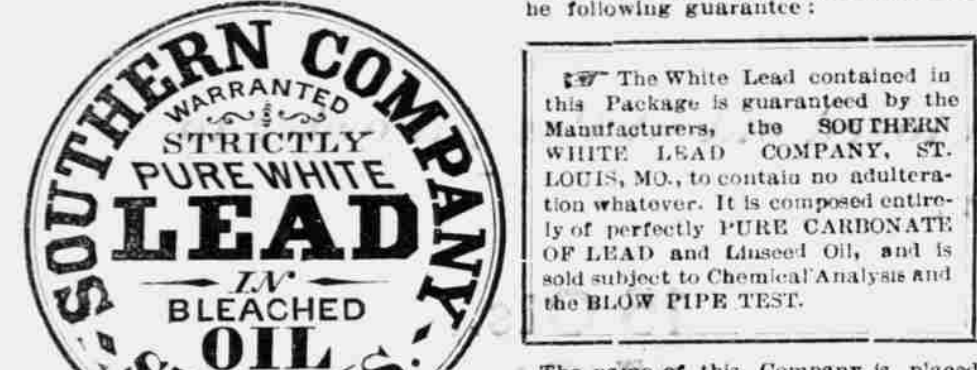 SOUTHERN COMPANY
WARRANTED
STRICTLY
PURE WHITE
LEAD
IN
BLEACHED
OIL
he following guarantee:
The White Lead contained in
this Package is guaranteed by the
Manufacturers, the SOUTHERN
WHITE LEAD COMPANY, ST.
LOUIS, MO., to contain no adultera-
tion whatever. It is composed entire-
ly of perfectly PURE CARBONATE
OF LEAD and Linseed Oil, and is
sold subject to Chemical Analysis and
the BLOW PIPE TEST.
The name of this Company is placed